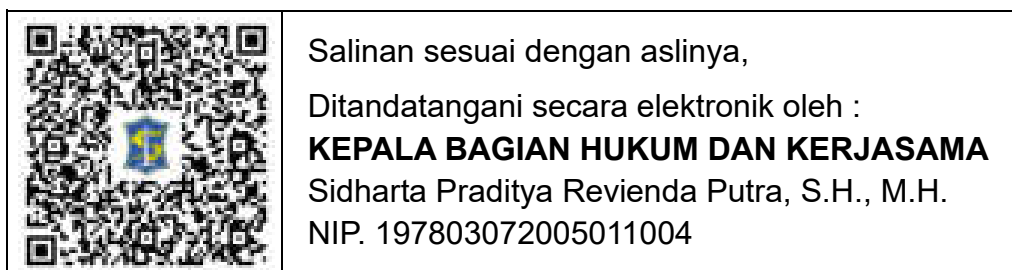 Salinan sesuai dengan aslinya,
Ditandatangani secara elektronik oleh :
KEPALA BAGIAN HUKUM DAN KERJASAMA
Sidharta Praditya Revienda Putra, S.H., M.H.
NIP. 197803072005011004